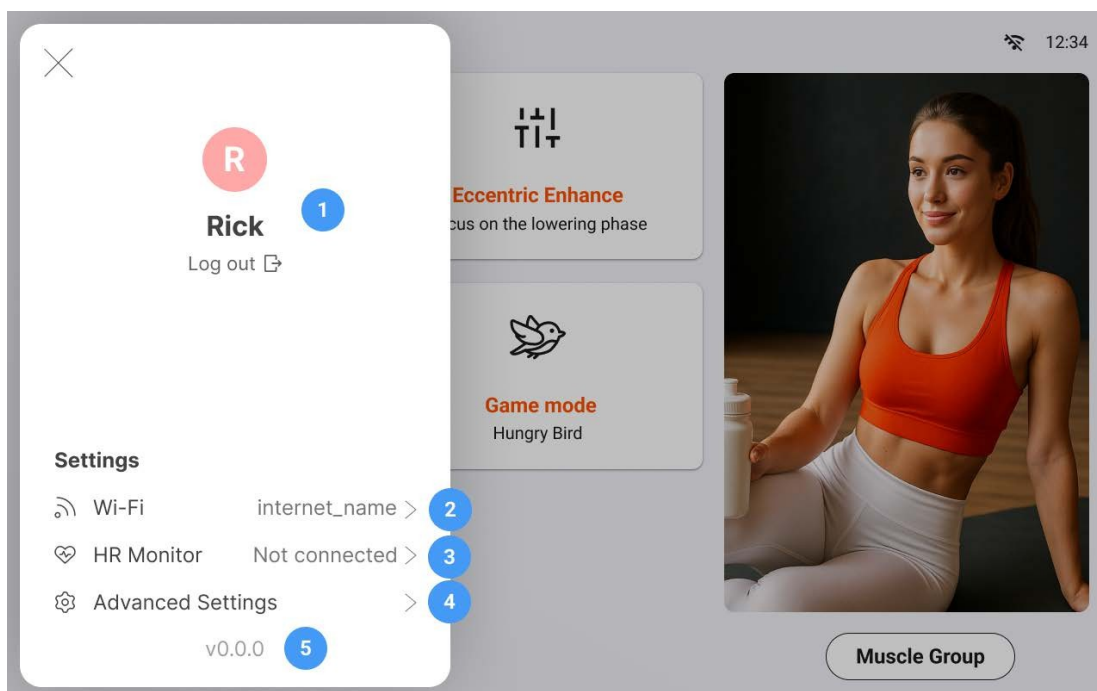 12:34
R
Rick
1
Log out
Settings
Wi-Fi internet_name 2
HR Monitor Not connected 3
Advanced Settings 4
v0.0.0 5
Eccentric Enhance
cus on the lowering phase
Game mode
Hungry Bird
Muscle Group